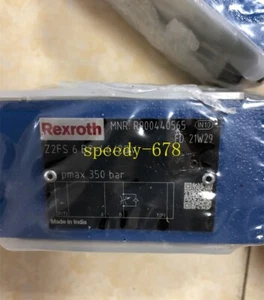 Rexroth
MNR: R900440565
FD: 21W29
Z2FS 6
speedy-678
pmax 350 bar
Made in India